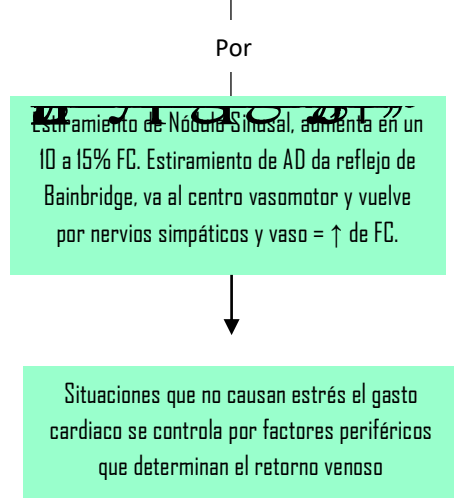 Por
Estiramiento de Nódulo Sinusal, aumenta en un
10 a 15% FC. Estiramiento de AD da reflejo de
Bainbridge, va al centro vasomotor y vuelve
por nervios simpáticos y vaso = ↑ de FC.
Situaciones que no causan estrés el gasto
cardiaco se controla por factores periféricos
que determinan el retorno venoso